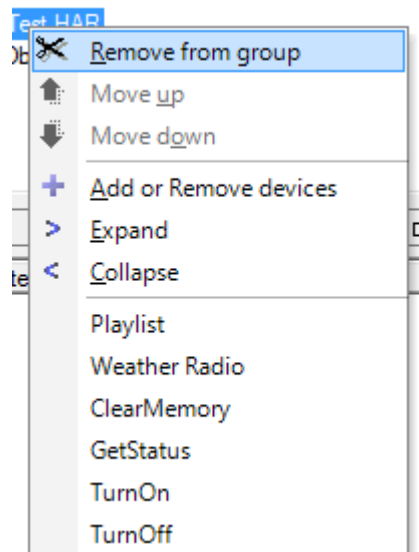 Test HAR
Remove from group
Move up
Move down
Add or Remove devices
Expand
Collapse
Playlist
Weather Radio
ClearMemory
GetStatus
TurnOn
TurnOff